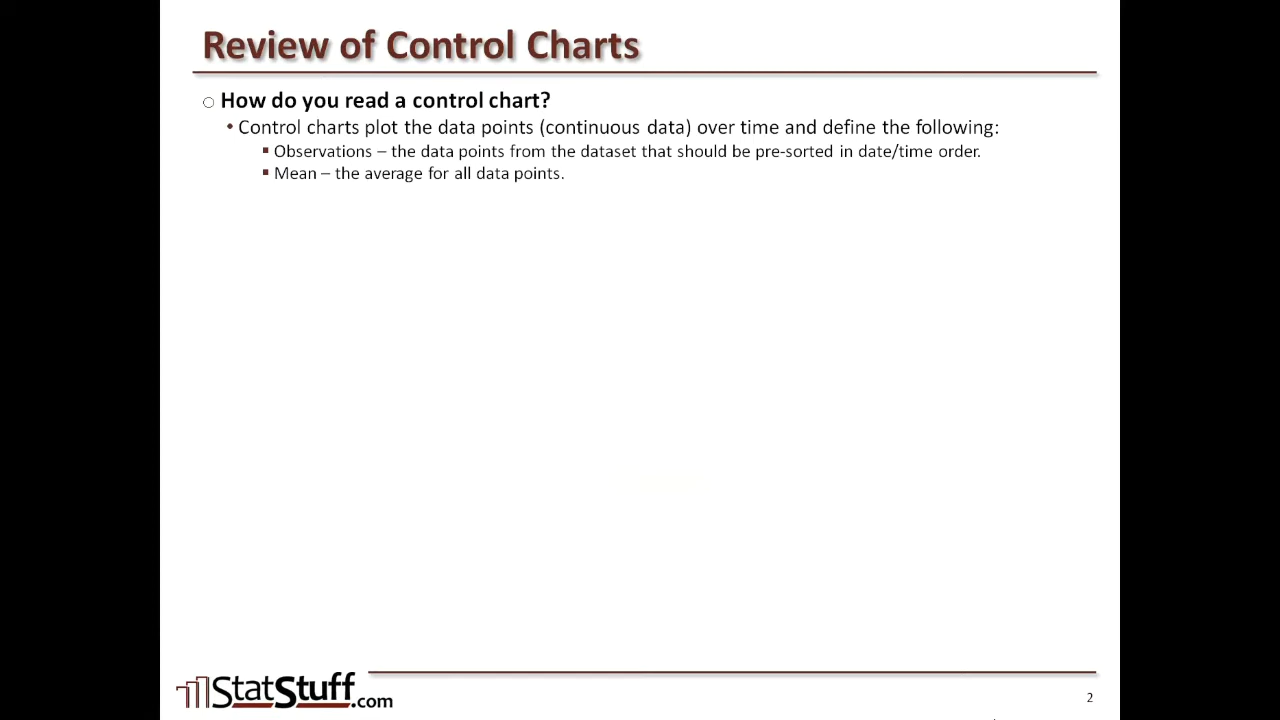 Review of Control Charts
How do you read a control chart?
Control charts plot the data points (continuous data) over time and define the following:
Observations – the data points from the dataset that should be pre-sorted in date/time order.
Mean – the average for all data points.
StatStuff.com
2